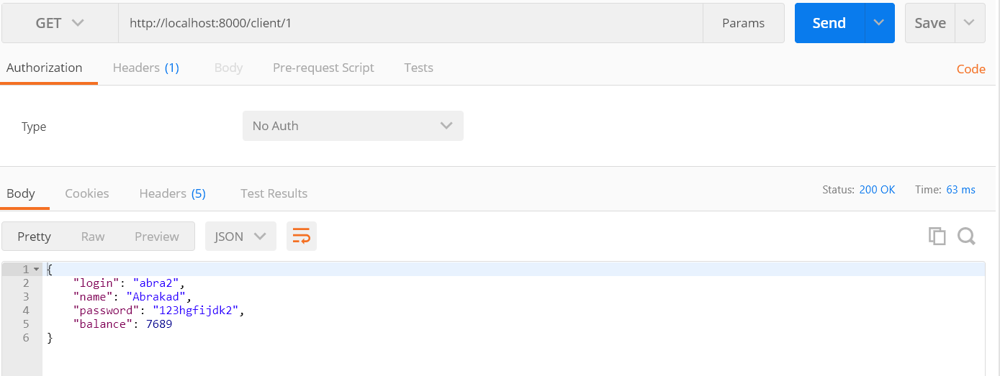 GET http://localhost:8000/client/1 Params Send Save
Authorization Headers (1) Body Pre-request Script Tests Code
Type No Auth
Body Cookies Headers (5) Test Results Status: 200 OK Time: 63 ms
Pretty Raw Preview JSON
1 {
2 "login": "abra2",
3 "name": "Abrakad",
4 "password": "123hgfijdk2",
5 "balance": 7689
6 }